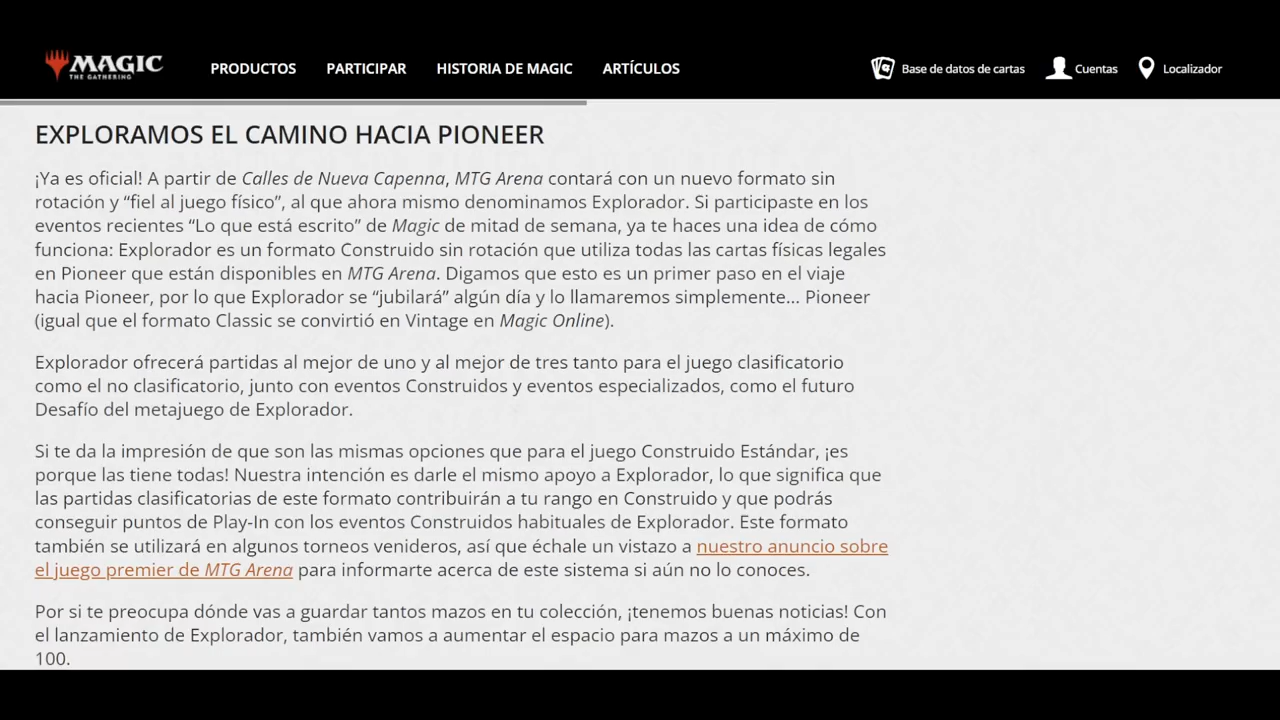 MAGIC
THE GATHERING
PRODUCTOS PARTICIPAR HISTORIA DE MAGIC ARTÍCULOS Base de datos de cartas Cuentas Localizador
EXPLORAMOS EL CAMINO HACIA PIONEER
¡Ya es oficial! A partir de Calles de Nueva Capenna, MTG Arena contará con un nuevo formato sin
rotación y “fiel al juego físico”, al que ahora mismo denominamos Explorador. Si participaste en los
eventos recientes “Lo que está escrito” de Magic de mitad de semana, ya te haces una idea de cómo
funciona: Explorador es un formato Construido sin rotación que utiliza todas las cartas físicas legales
en Pioneer que están disponibles en MTG Arena. Digamos que esto es un primer paso en el viaje
hacia Pioneer, por lo que Explorador se “jubilará” algún día y lo llamaremos simplemente... Pioneer
(igual que el formato Classic se convirtió en Vintage en Magic Online).
Explorador ofrecerá partidas al mejor de uno y al mejor de tres tanto para el juego clasificatorio
como el no clasificatorio, junto con eventos Construidos y eventos especializados, como el futuro
Desafío del metajuego de Explorador.
Si te da la impresión de que son las mismas opciones que para el juego Construido Estándar, ¡es
porque las tiene todas! Nuestra intención es darle el mismo apoyo a Explorador, lo que significa que
las partidas clasificatorias de este formato contribuirán a tu rango en Construido y que podrás
conseguir puntos de Play-In con los eventos Construidos habituales de Explorador. Este formato
también se utilizará en algunos torneos venideros, así que échale un vistazo a nuestro anuncio sobre
el juego premier de MTG Arena para informarte acerca de este sistema si aún no lo conoces.
Por si te preocupa dónde vas a guardar tantos mazos en tu colección, ¡tenemos buenas noticias! Con
el lanzamiento de Explorador, también vamos a aumentar el espacio para mazos a un máximo de
100.